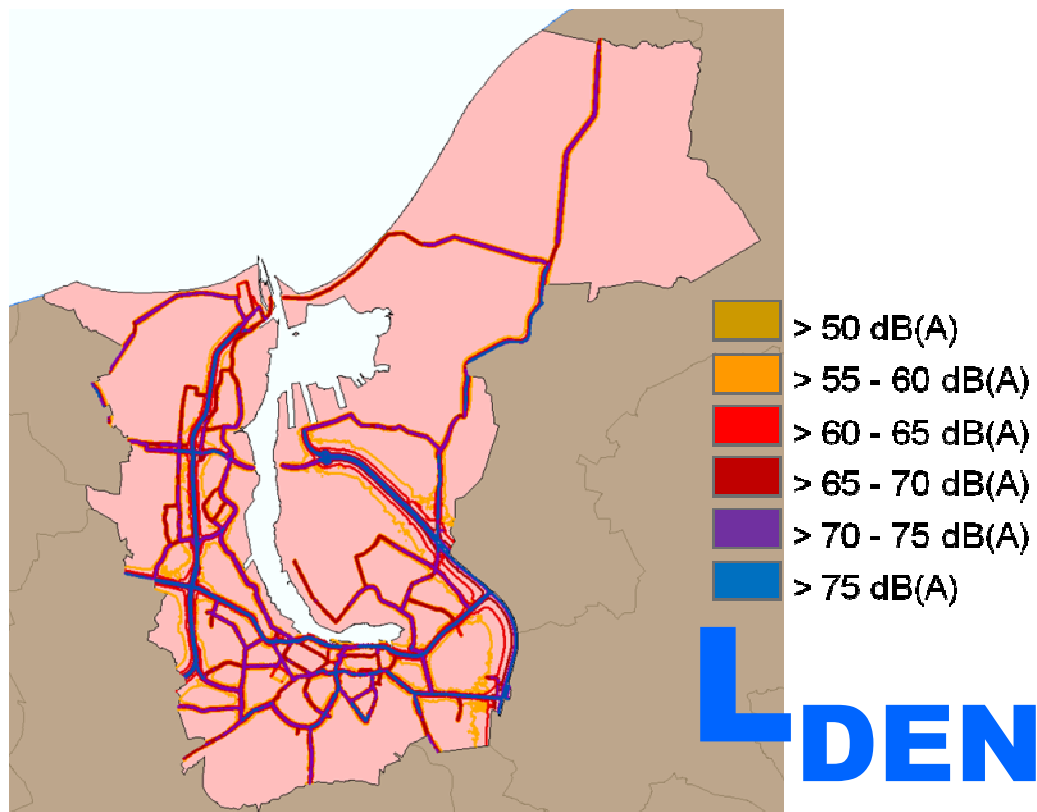 > 50 dB(A)
> 55 - 60 dB(A)
> 60 - 65 dB(A)
> 65 - 70 dB(A)
> 70 - 75 dB(A)
> 75 dB(A)
LDEN